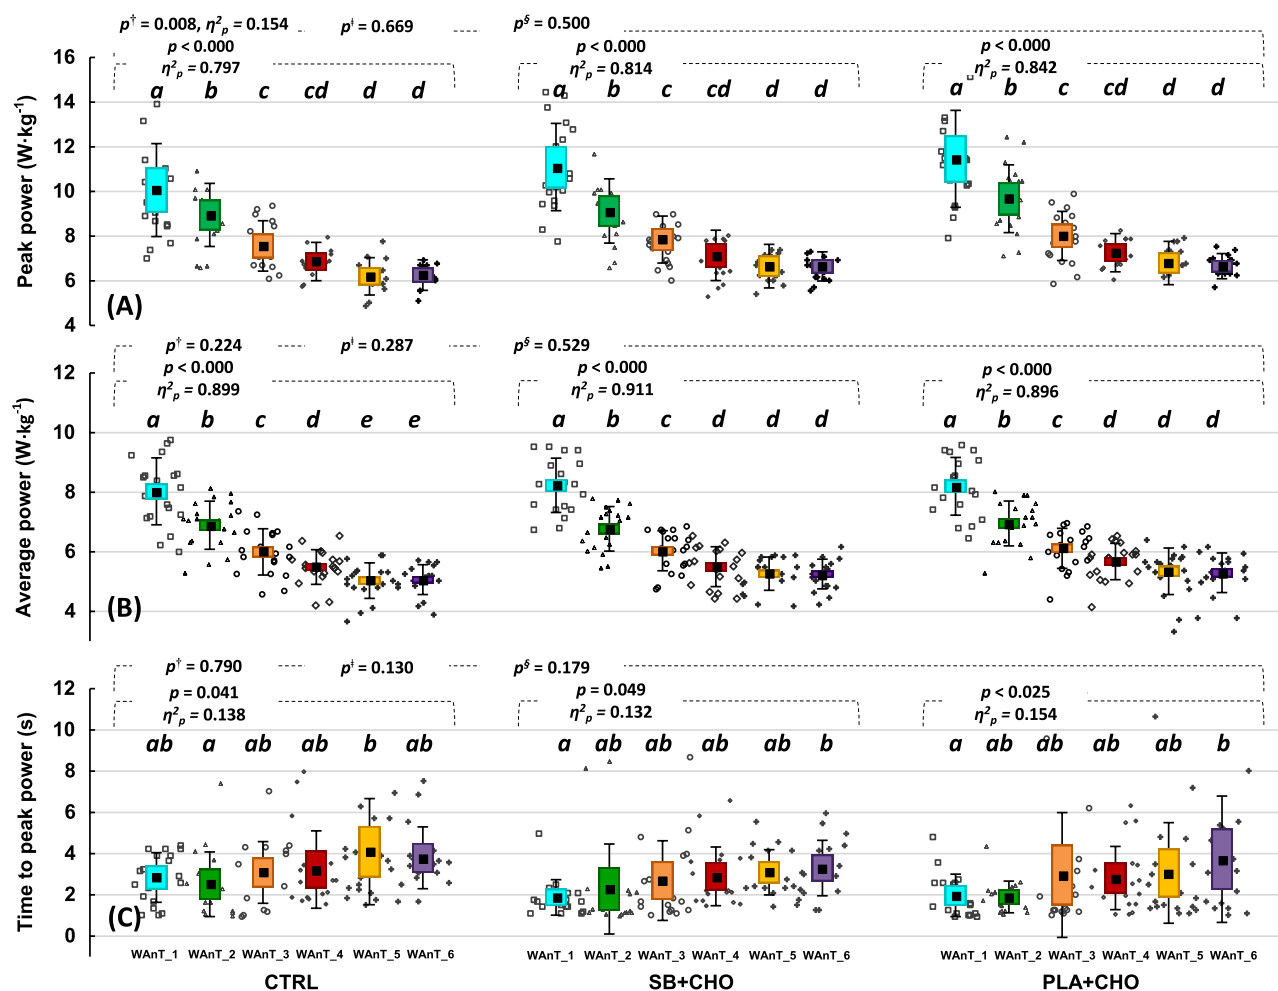 p† = 0.008, η²p = 0.154 p‡ = 0.669 p§ = 0.500
p < 0.000 p < 0.000 p < 0.000
η²p = 0.797 η²p = 0.814 η²p = 0.842
a b c cd d d a b c cd d d a b c cd d d
16
14
12
10
8
6
4
Peak power (W·kg⁻¹)
(A)
p† = 0.224 p‡ = 0.287 p§ = 0.529
p < 0.000 p < 0.000 p < 0.000
η²p = 0.899 η²p = 0.911 η²p = 0.896
a b c d e e a b c d d d a b c d d d
12
10
8
6
4
Average power (W·kg⁻¹)
(B)
p† = 0.790 p‡ = 0.130 p§ = 0.179
p = 0.041 p = 0.049 p < 0.025
η²p = 0.138 η²p = 0.132 η²p = 0.154
ab a ab ab b ab a ab ab ab ab b a ab ab ab ab b
12
10
8
6
4
2
0
Time to peak power (s)
(C)
WAnT_1 WAnT_2 WAnT_3 WAnT_4 WAnT_5 WAnT_6 WAnT_1 WAnT_2 WAnT_3 WAnT_4 WAnT_5 WAnT_6 WAnT_1 WAnT_2 WAnT_3 WAnT_4 WAnT_5 WAnT_6
CTRL SB+CHO PLA+CHO